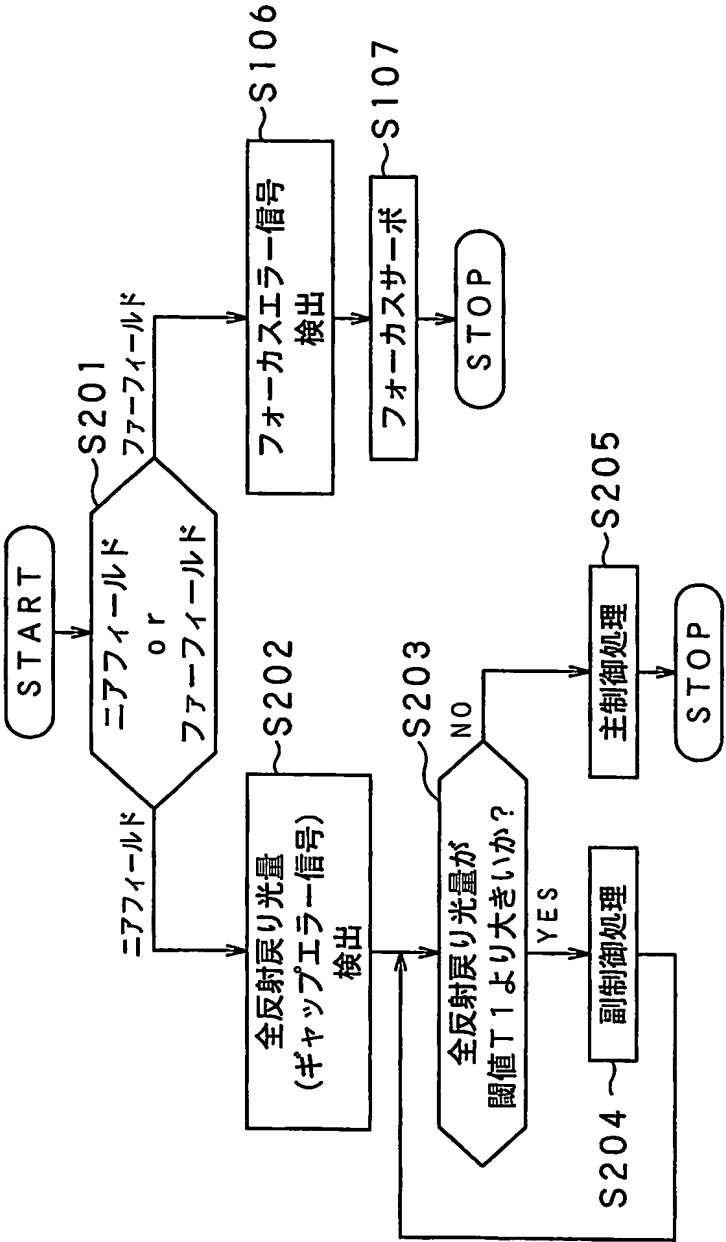 START
ニアフィールド
or
ファーフィールド
S201
ニアフィールド
ファーフィールド
全反射戻り光量
(ギャップエラー信号)
検出
S202
フォーカスエラー信号
検出
S106
フォーカスサーボ
S107
STOP
全反射戻り光量が
閾値T1より大きいか？
S203
NO
YES
副制御処理
S204
主制御処理
S205
STOP